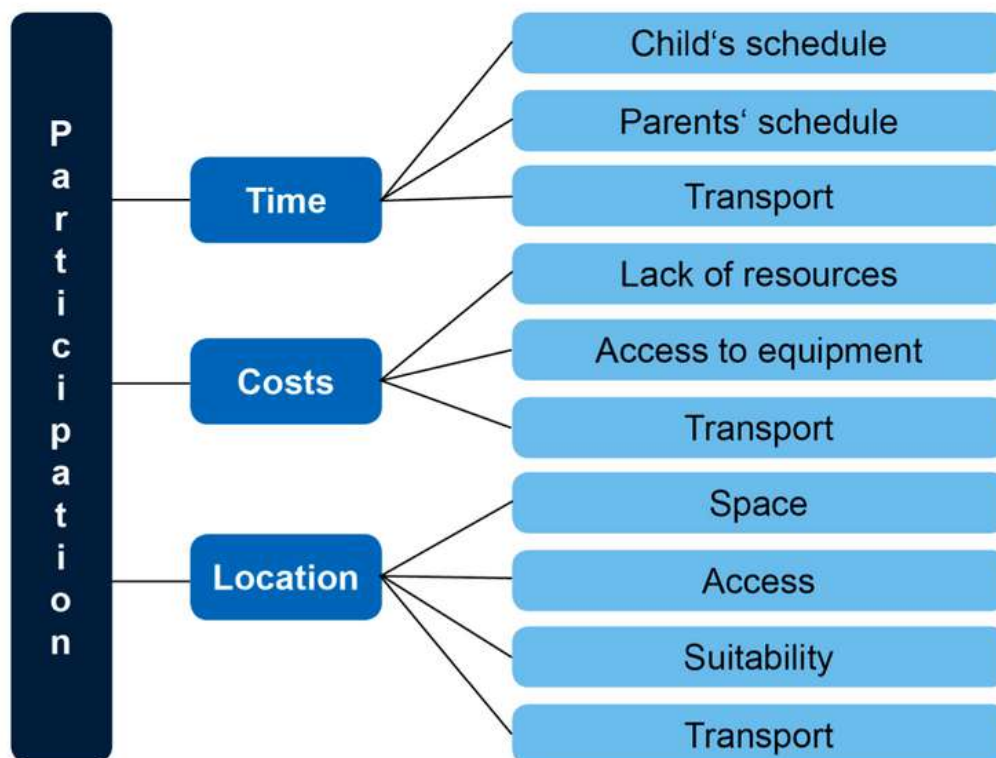 Participation
Time
Child‘s schedule
Parents‘ schedule
Transport
Costs
Lack of resources
Access to equipment
Transport
Location
Space
Access
Suitability
Transport